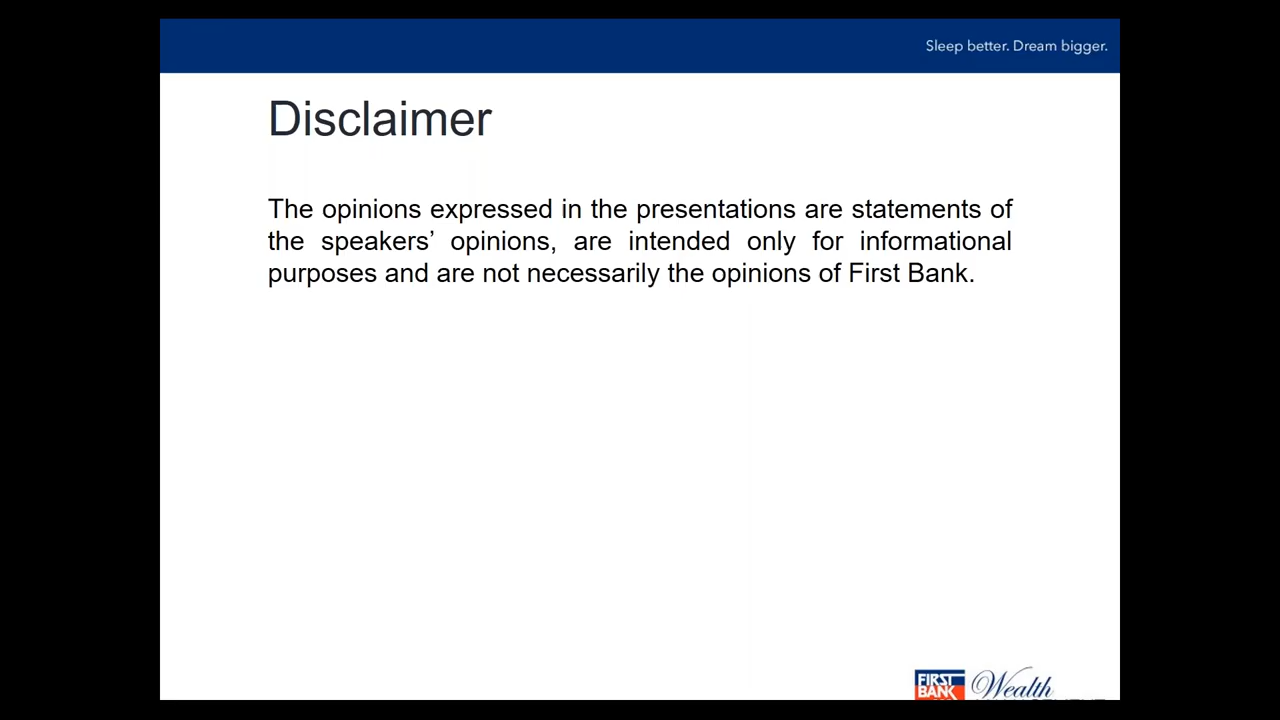 Sleep better. Dream bigger.
Disclaimer
The opinions expressed in the presentations are statements of
the speakers’ opinions, are intended only for informational
purposes and are not necessarily the opinions of First Bank.
FIRST
BANK
Wealth